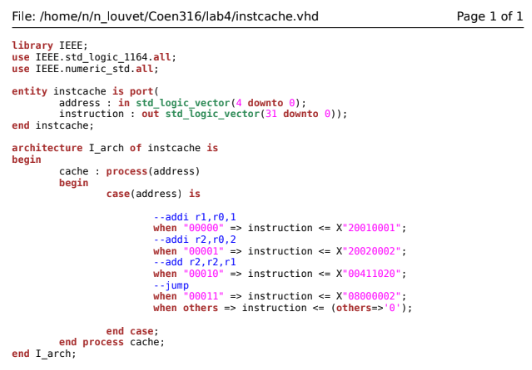 File: /home/n/n_louvet/Coen316/lab4/instcache.vhd Page 1 of 1
library IEEE;
use IEEE.std_logic_1164.all;
use IEEE.numeric_std.all;
entity instcache is port(
address : in std_logic_vector(4 downto 0);
instruction : out std_logic_vector(31 downto 0));
end instcache;
architecture I_arch of instcache is
begin
cache : process(address)
begin
case(address) is
--addi r1,r0,1
when "00000" => instruction <= X"20010001";
--addi r2,r0,2
when "00001" => instruction <= X"20020002";
--add r2,r2,r1
when "00010" => instruction <= X"00411020";
--jump
when "00011" => instruction <= X"08000002";
when others => instruction <= (others=>'0');
end case;
end process cache;
end I_arch;